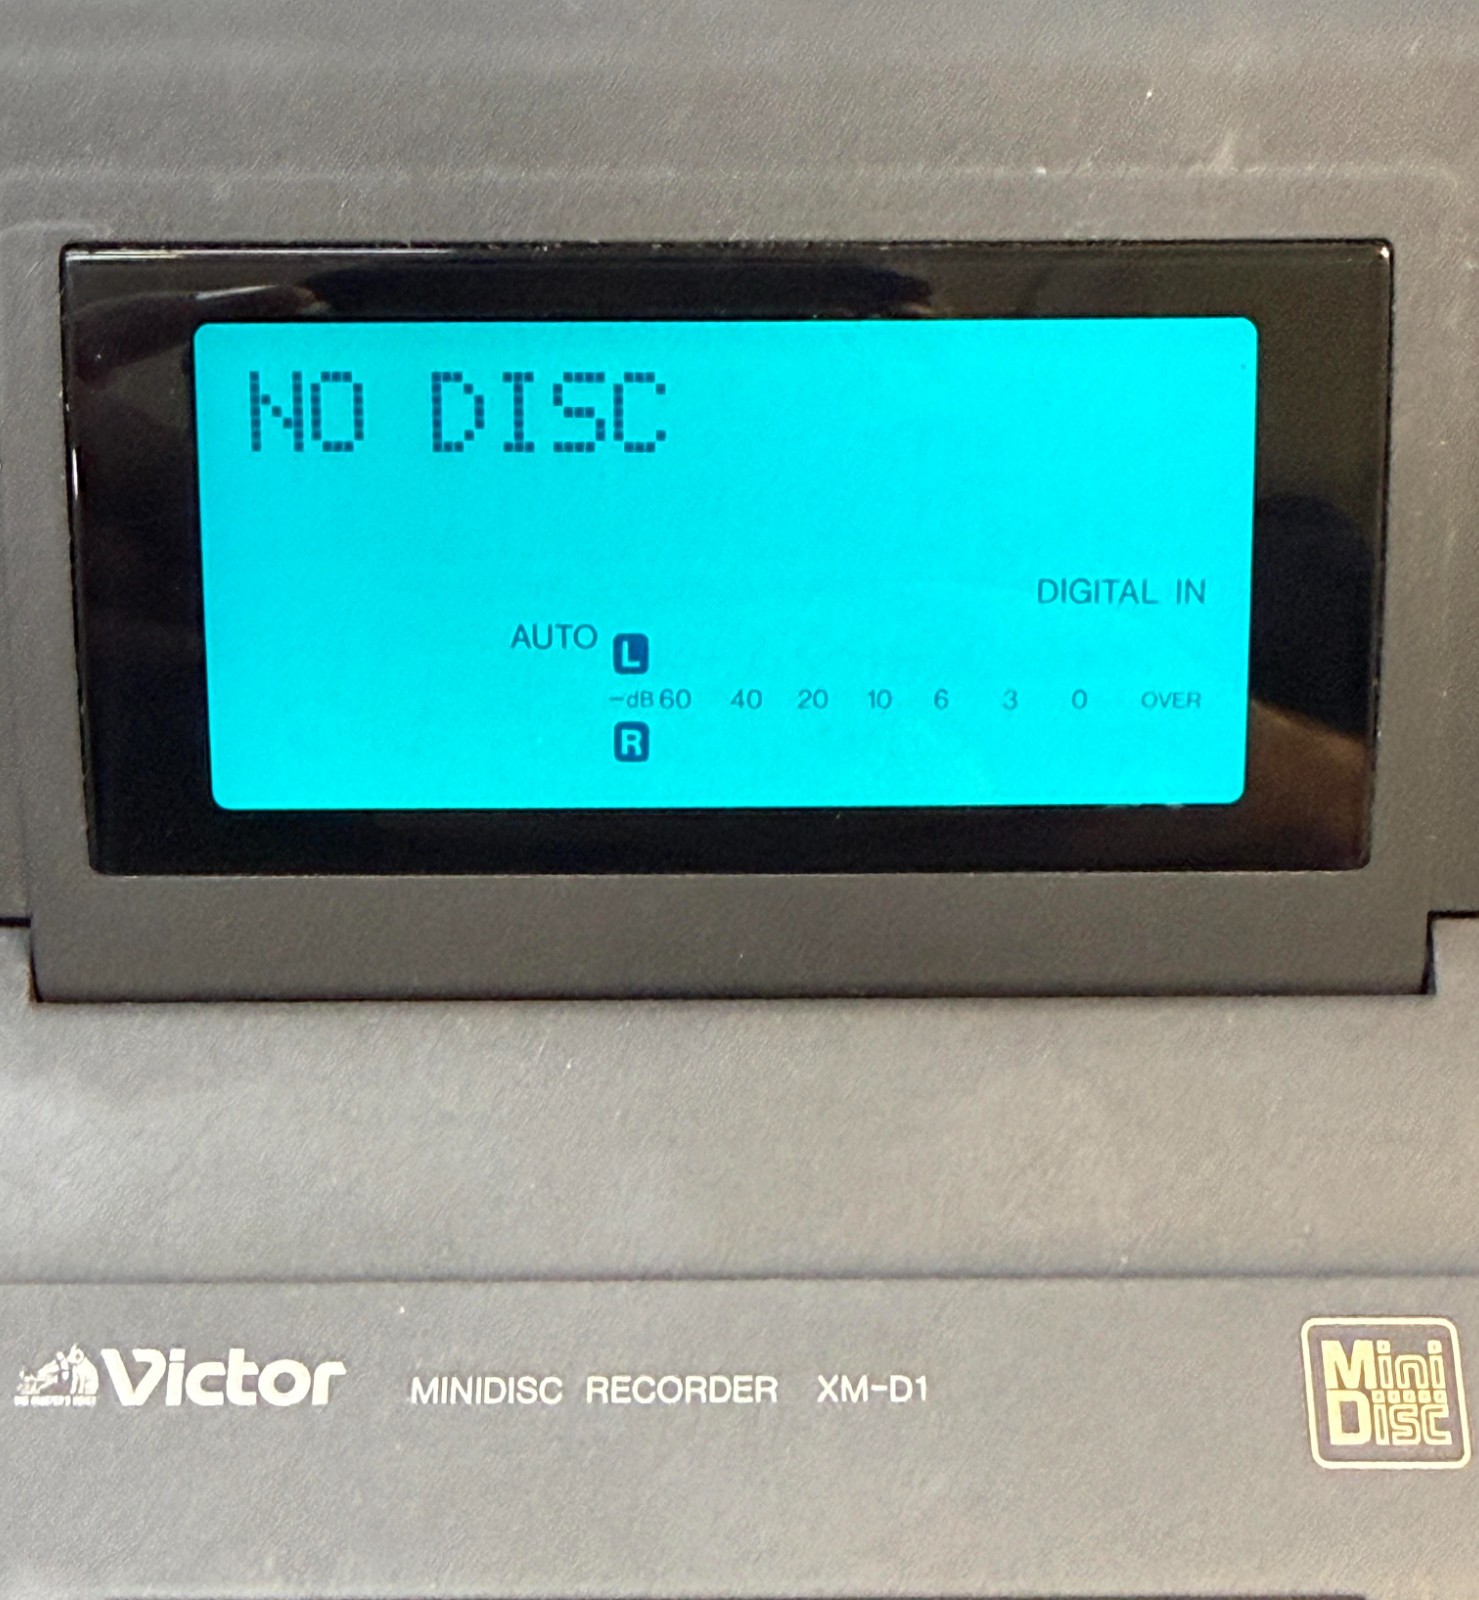 NO DISC
DIGITAL IN
AUTO L
-dB 60 40 20 10 6 3 0 OVER
R
Victor MINIDISC RECORDER XM-D1
Mini
Disc